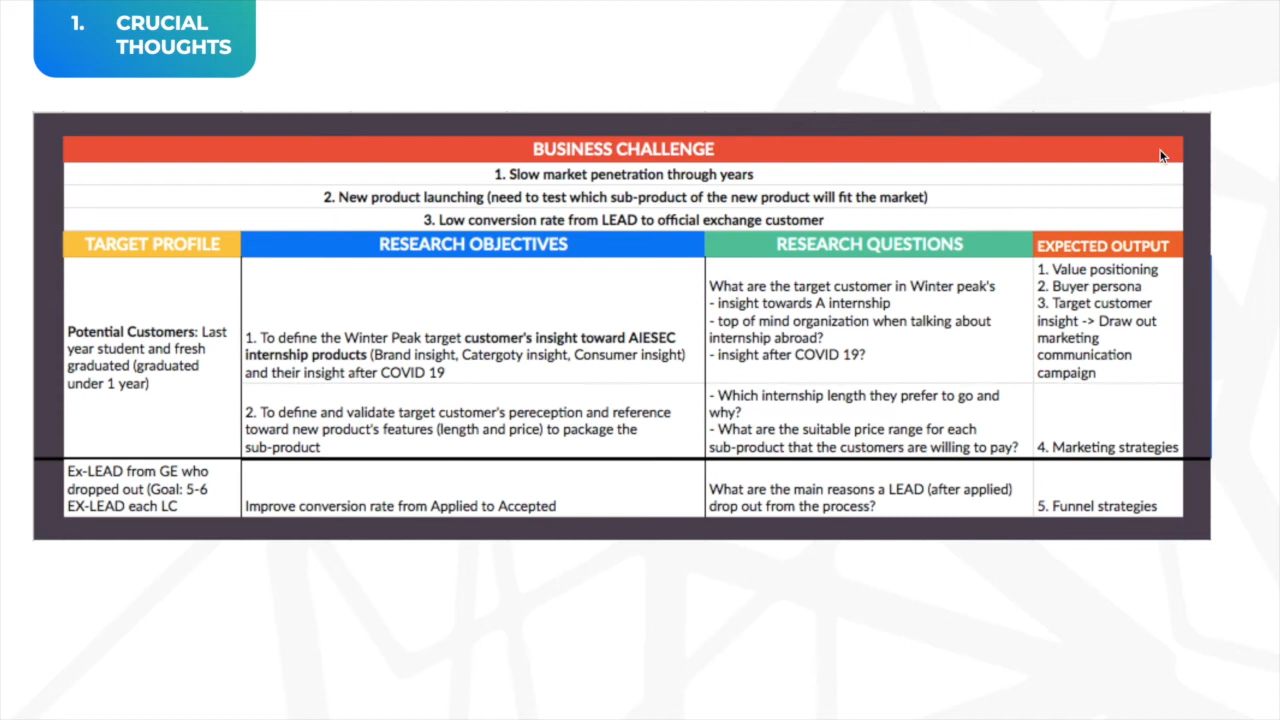 1. CRUCIAL
THOUGHTS
BUSINESS CHALLENGE
1. Slow market penetration through years
2. New product launching (need to test which sub-product of the new product will fit the market)
3. Low conversion rate from LEAD to official exchange customer
TARGET PROFILE
RESEARCH OBJECTIVES
RESEARCH QUESTIONS
EXPECTED OUTPUT
Potential Customers: Last
year student and fresh
graduated (graduated
under 1 year)
1. To define the Winter Peak target customer's insight toward AIESEC
internship products (Brand insight, Catergoty insight, Consumer insight)
and their insight after COVID 19
What are the target customer in Winter peak's
- insight towards A internship
- top of mind organization when talking about
internship abroad?
- insight after COVID 19?
1. Value positioning
2. Buyer persona
3. Target customer
insight -> Draw out
marketing
communication
campaign
2. To define and validate target customer's pereception and reference
toward new product's features (length and price) to package the
sub-product
- Which internship length they prefer to go and
why?
- What are the suitable price range for each
sub-product that the customers are willing to pay?
4. Marketing strategies
Ex-LEAD from GE who
dropped out (Goal: 5-6
EX-LEAD each LC
Improve conversion rate from Applied to Accepted
What are the main reasons a LEAD (after applied)
drop out from the process?
5. Funnel strategies